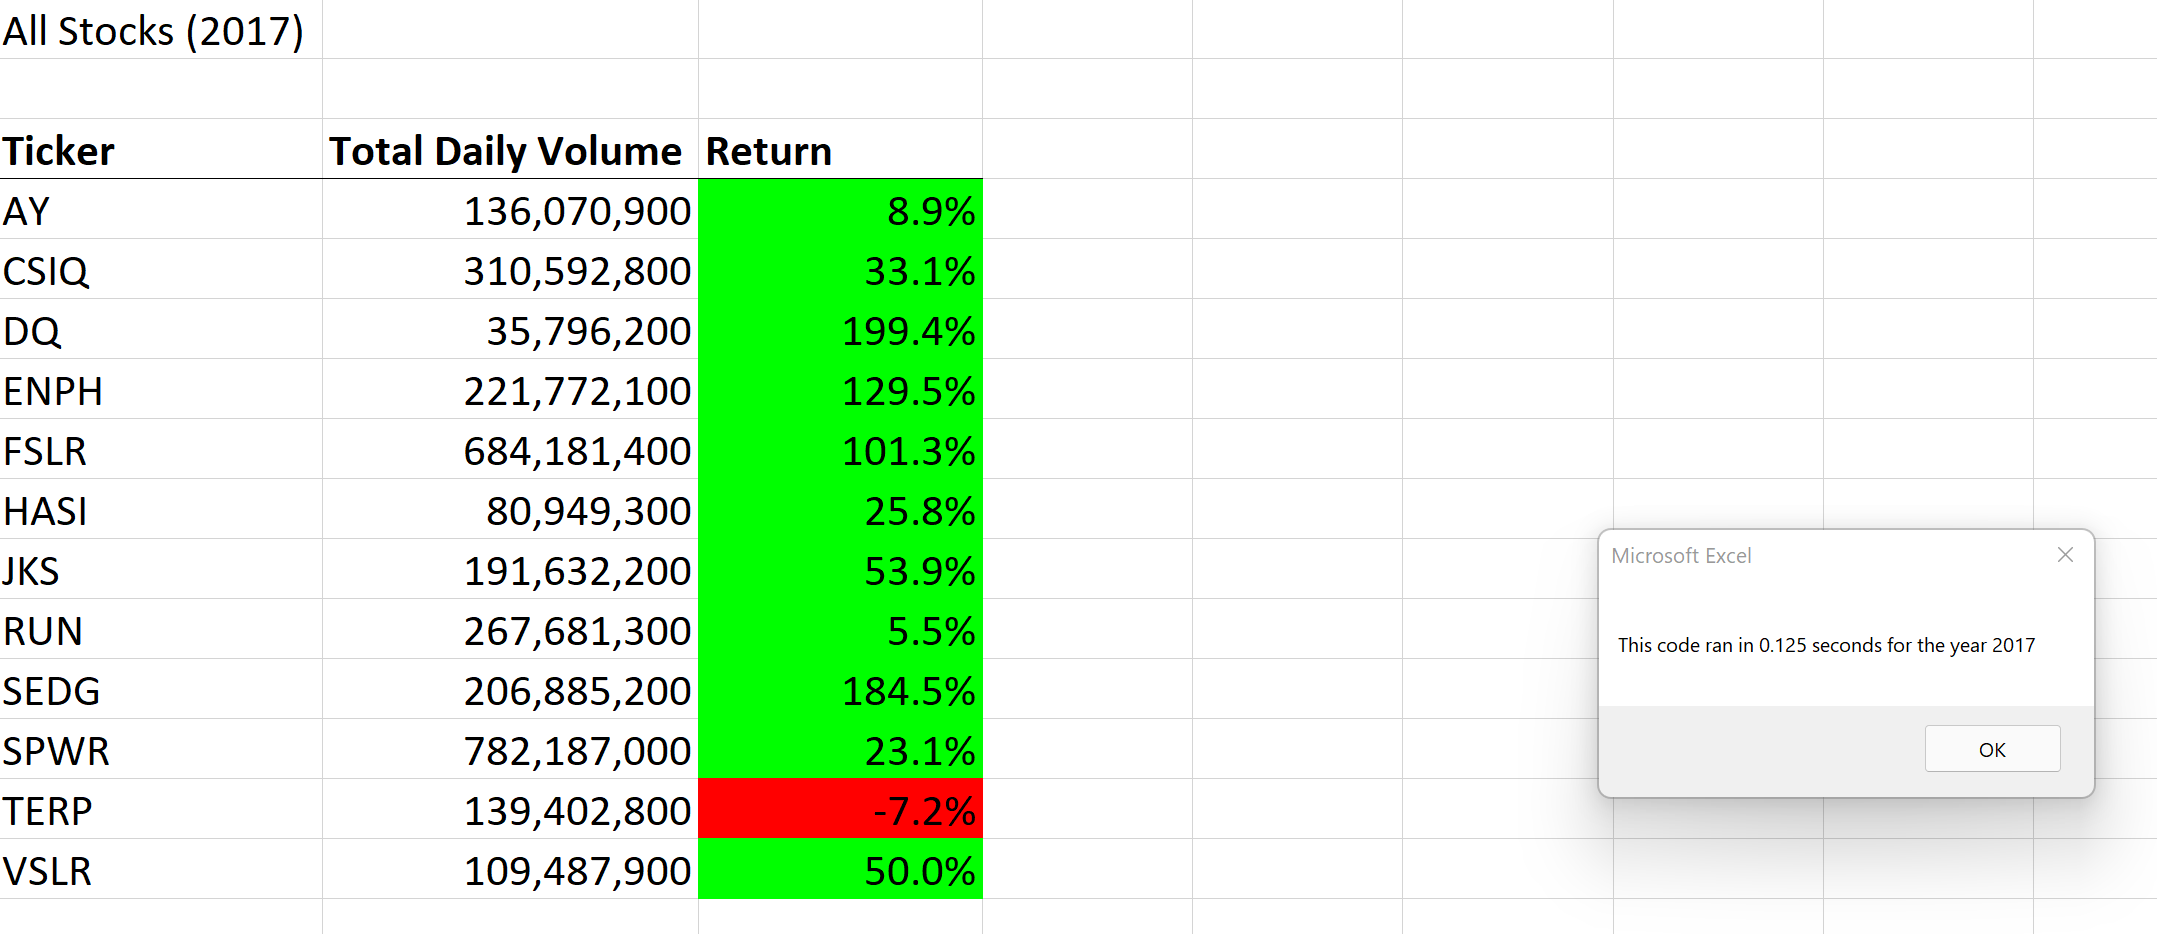 All Stocks (2017)
Ticker Total Daily Volume Return
AY 136,070,900 8.9%
CSIQ 310,592,800 33.1%
DQ 35,796,200 199.4%
ENPH 221,772,100 129.5%
FSLR 684,181,400 101.3%
HASI 80,949,300 25.8%
JKS 191,632,200 53.9%
RUN 267,681,300 5.5%
SEDG 206,885,200 184.5%
SPWR 782,187,000 23.1%
TERP 139,402,800 -7.2%
VSLR 109,487,900 50.0%
Microsoft Excel
This code ran in 0.125 seconds for the year 2017
OK